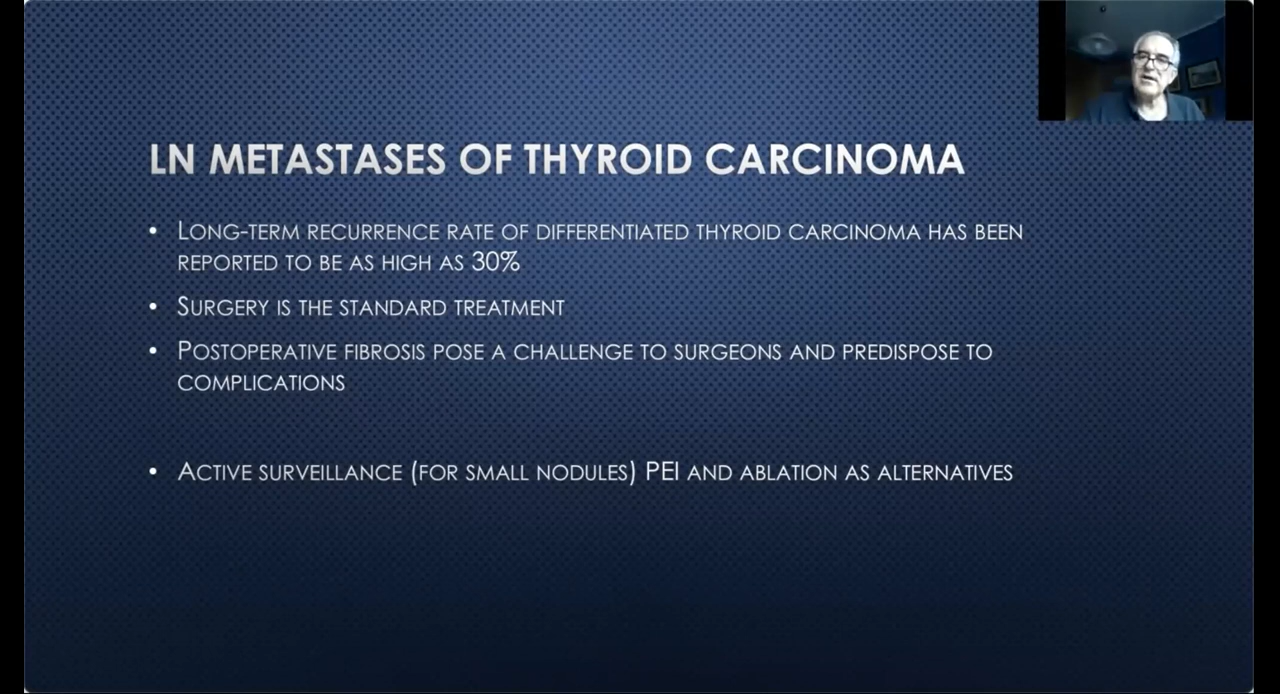 LN METASTASES OF THYROID CARCINOMA
• LONG-TERM RECURRENCE RATE OF DIFFERENTIATED THYROID CARCINOMA HAS BEEN
REPORTED TO BE AS HIGH AS 30%
• SURGERY IS THE STANDARD TREATMENT
• POSTOPERATIVE FIBROSIS POSE A CHALLENGE TO SURGEONS AND PREDISPOSE TO
COMPLICATIONS
• ACTIVE SURVEILLANCE (FOR SMALL NODULES) PEI AND ABLATION AS ALTERNATIVES